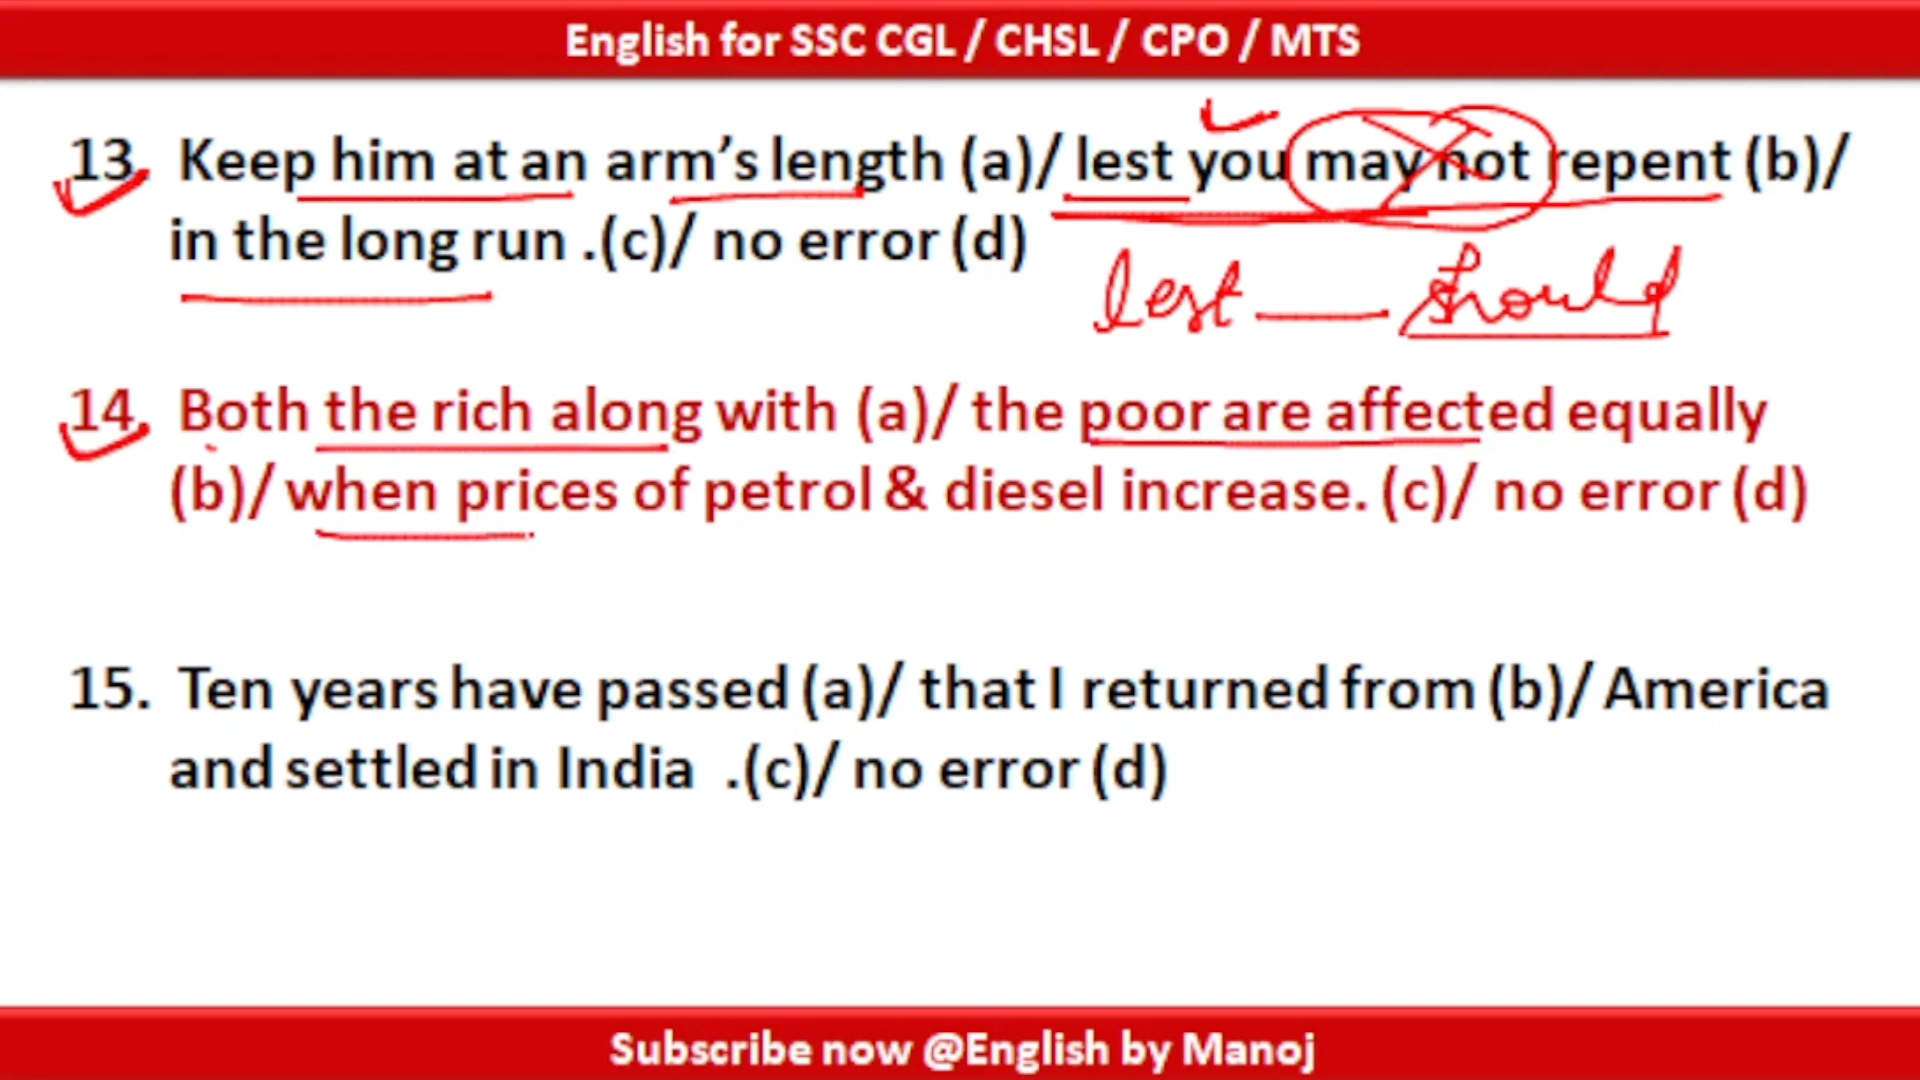 English for SSC CGL / CHSL / CPO / MTS
13. Keep him at an arm's length (a)/ lest you may not repent (b)/
in the long run .(c)/ no error (d)
lest ___ should
14. Both the rich along with (a)/ the poor are affected equally
(b)/ when prices of petrol & diesel increase. (c)/ no error (d)
15. Ten years have passed (a)/ that I returned from (b)/ America
and settled in India .(c)/ no error (d)
Subscribe now @English by Manoj